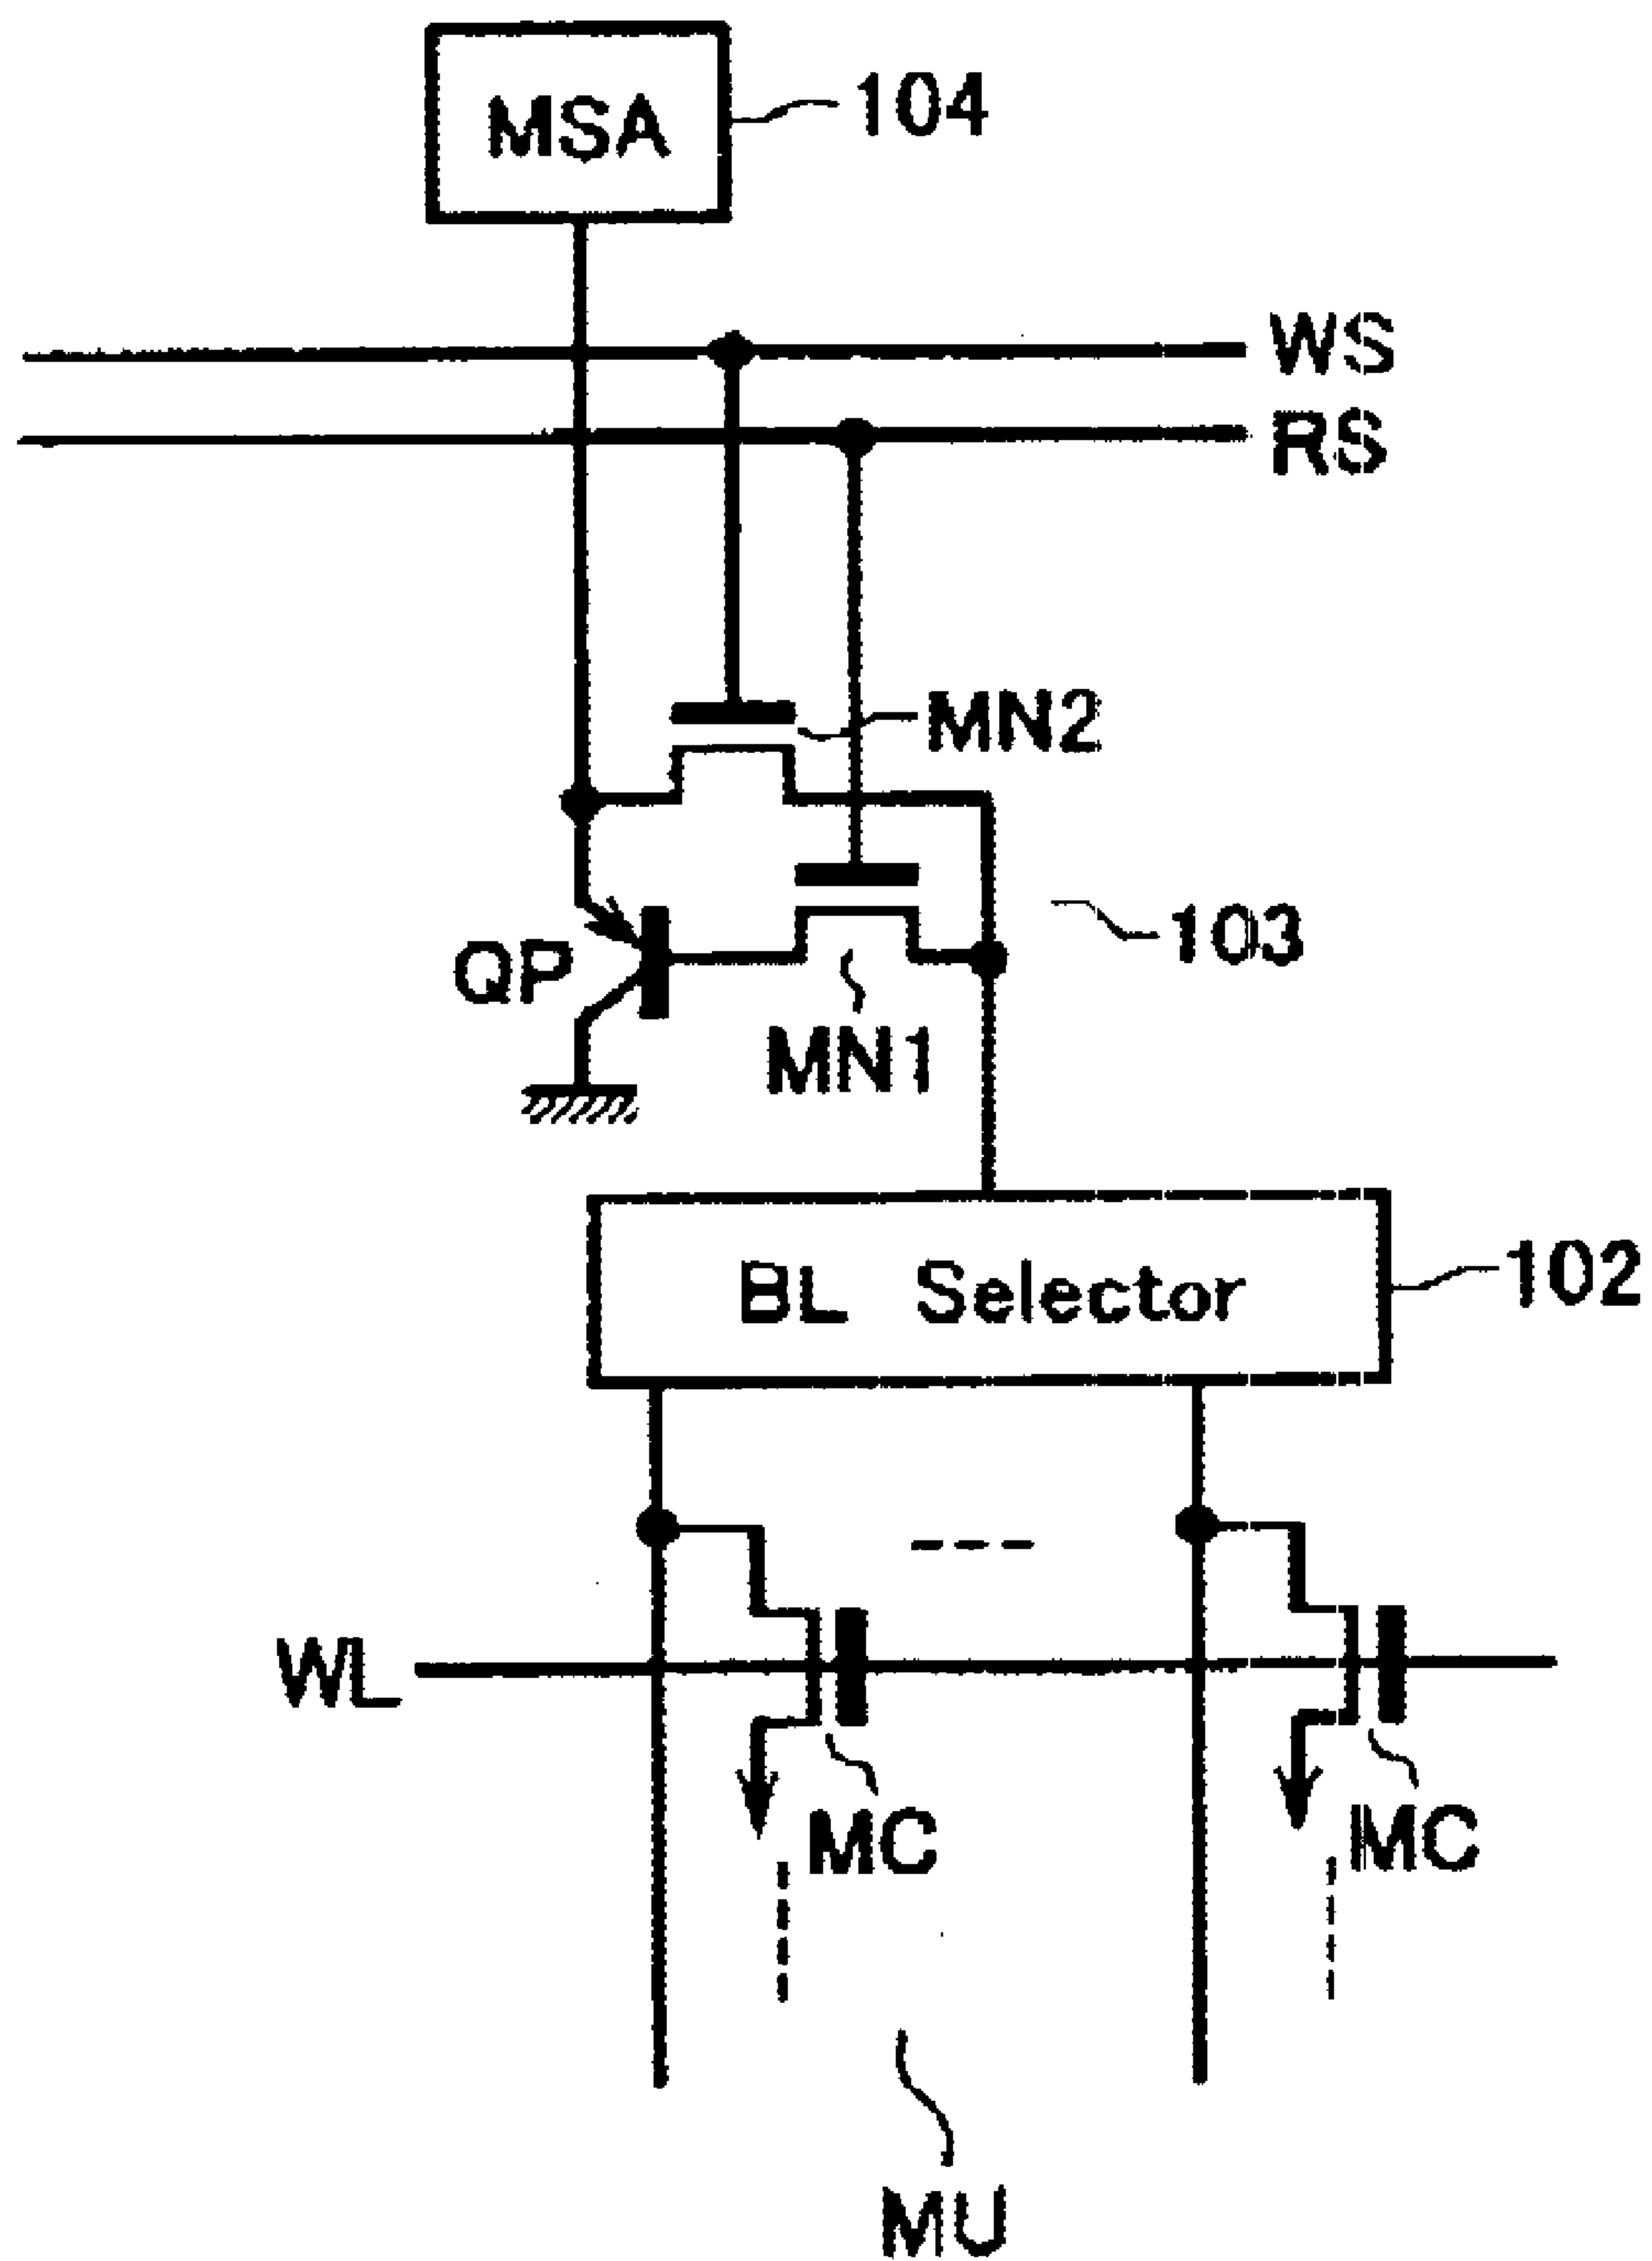 MSA
104
WS
RS
MN2
103
QP
MN1
BL Selector
102
WL
MC
MC
MU